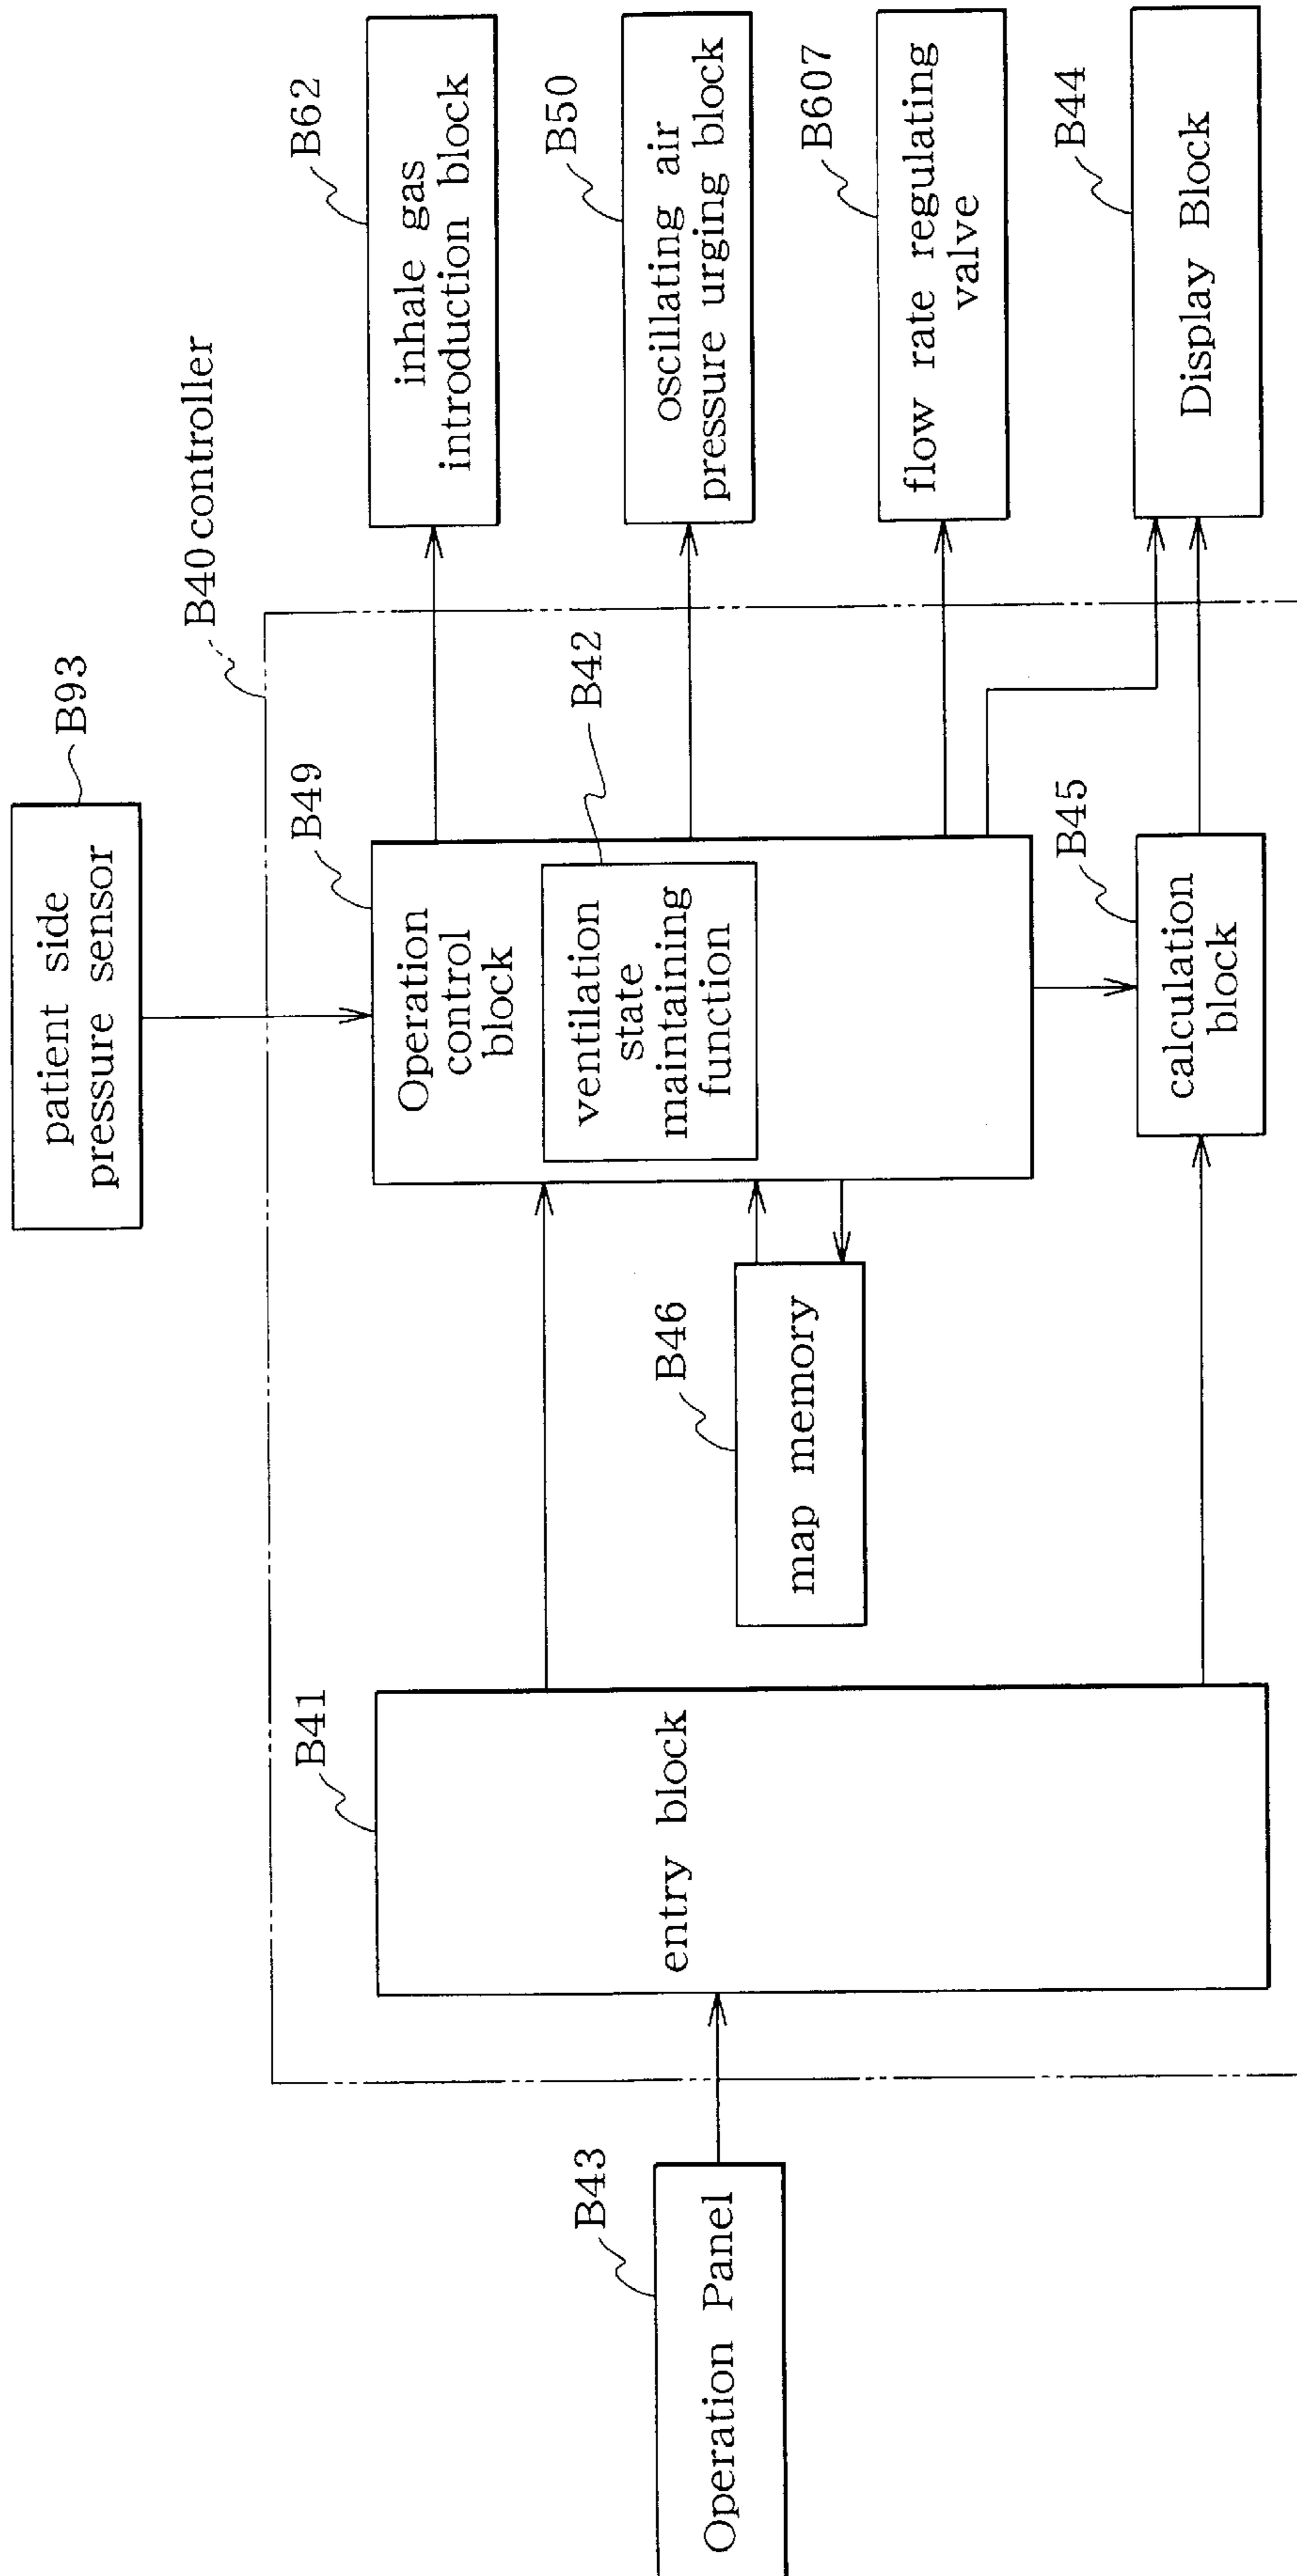 B93
patient side
pressure sensor
B40 controller
B62
inhale gas
introduction block
B49
Operation
control
block
B42
ventilation
state
maintaining
function
B50
oscillating air
pressure urging block
B607
flow rate regulating
valve
B44
Display Block
B45
calculation
block
B46
map memory
B41
entry block
B43
Operation Panel